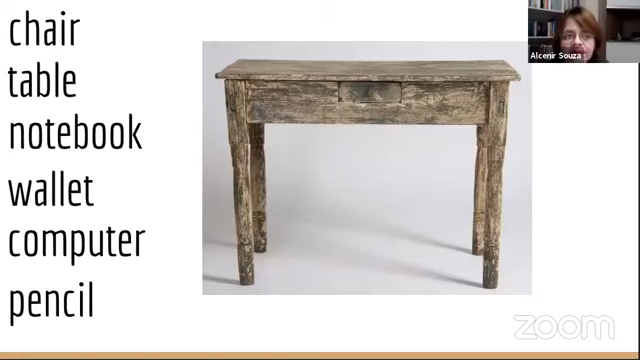 chair
table
notebook
wallet
computer
pencil
Alcenir Souza
zoom